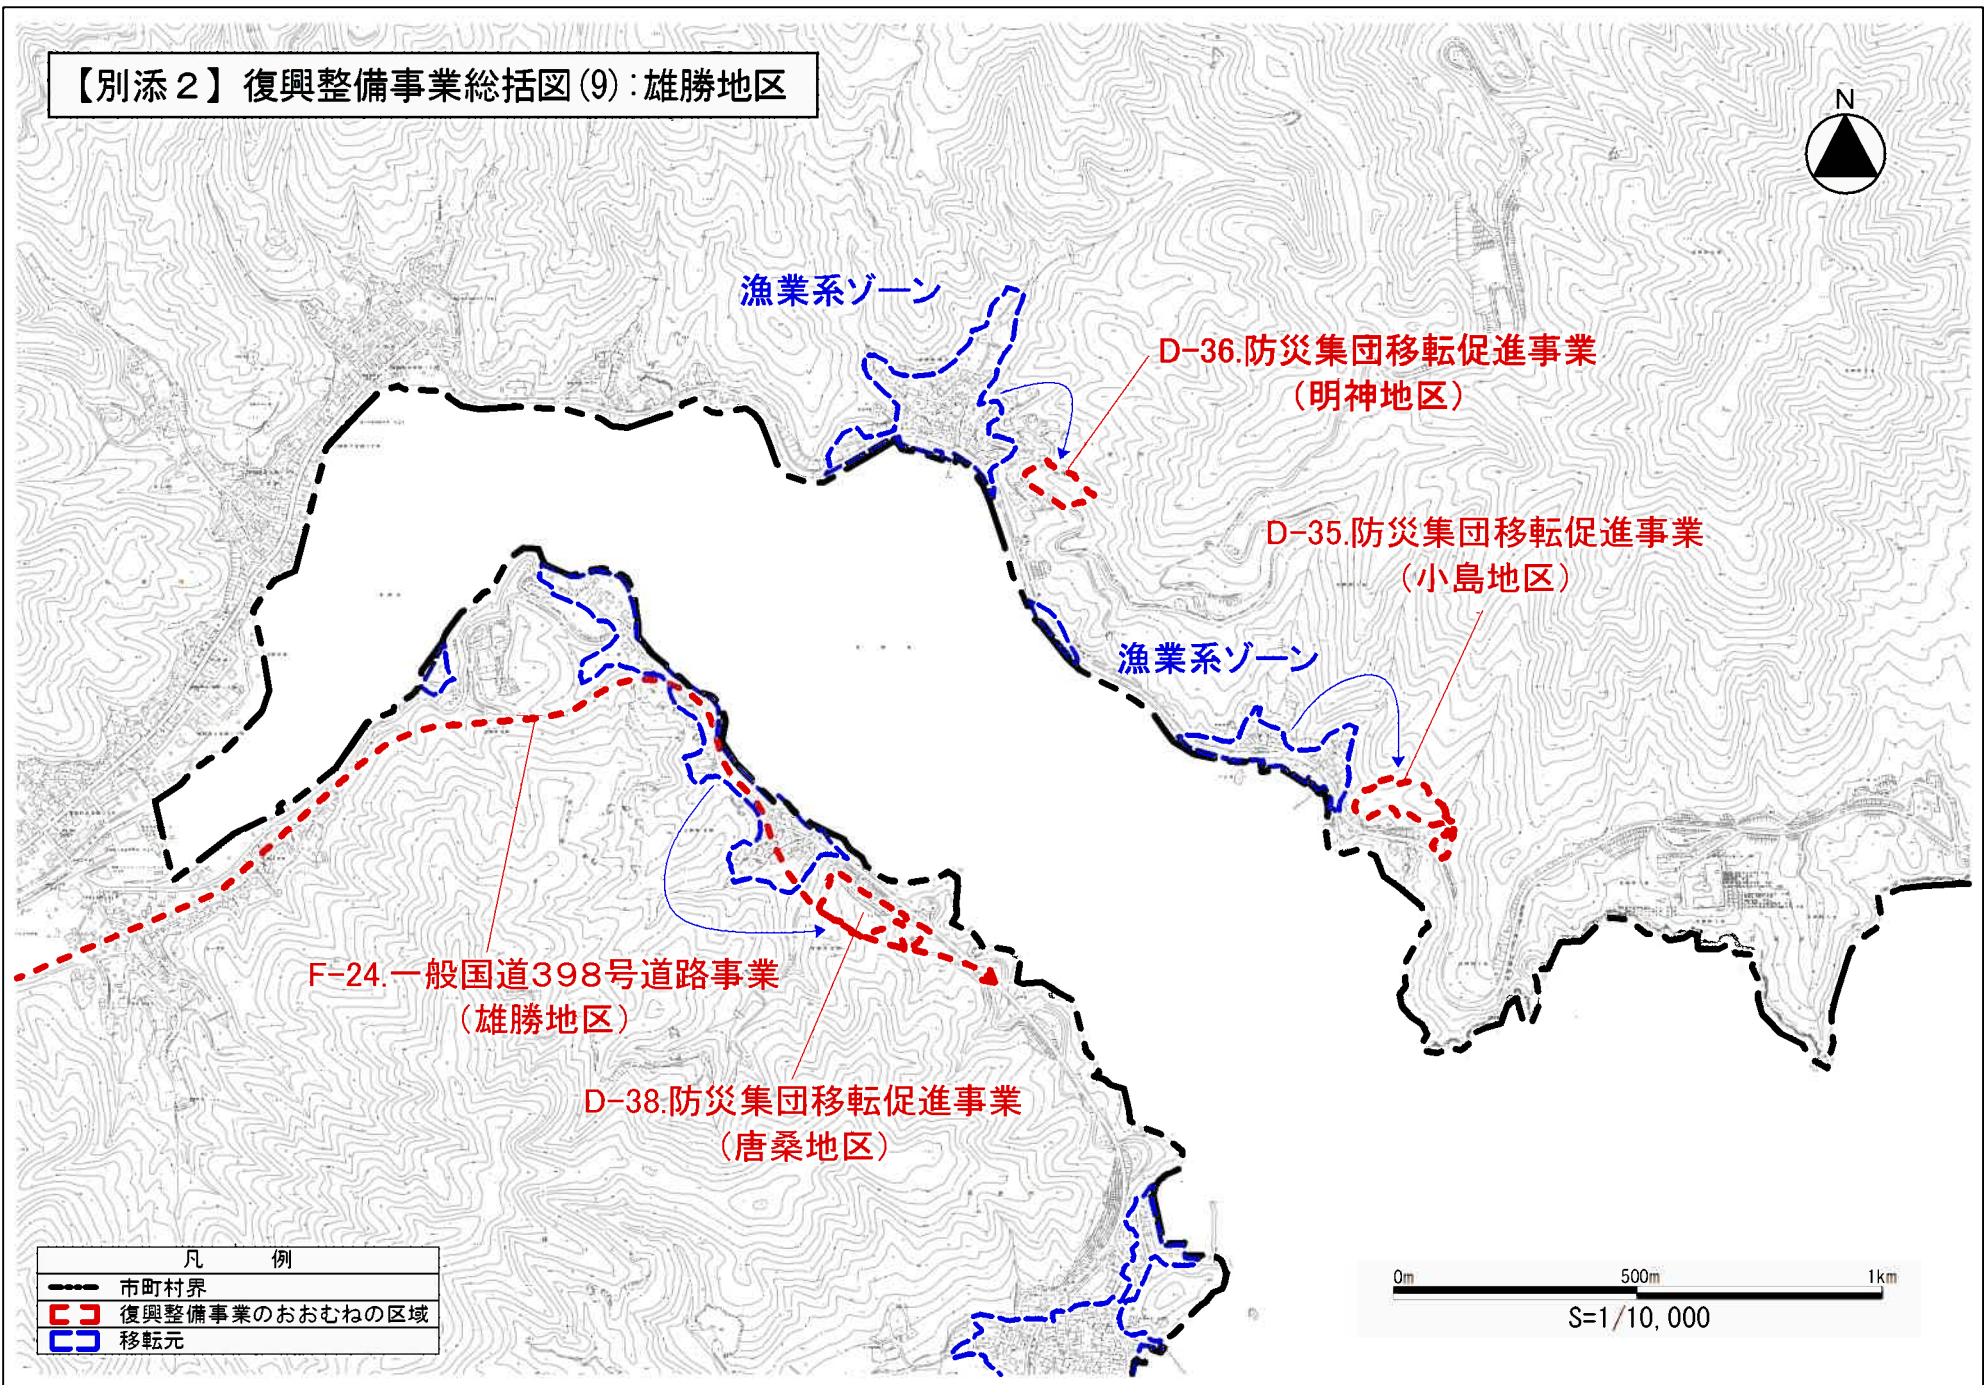 【別添２】復興整備事業総括図(9)：雄勝地区
N
漁業系ゾーン
D-36.防災集団移転促進事業
（明神地区）
D-35.防災集団移転促進事業
（小島地区）
漁業系ゾーン
F-24.一般国道398号道路事業
（雄勝地区）
D-38.防災集団移転促進事業
（唐桑地区）
凡　例
市町村界
復興整備事業のおおむねの区域
移転元
0m 500m 1km
S=1/10,000